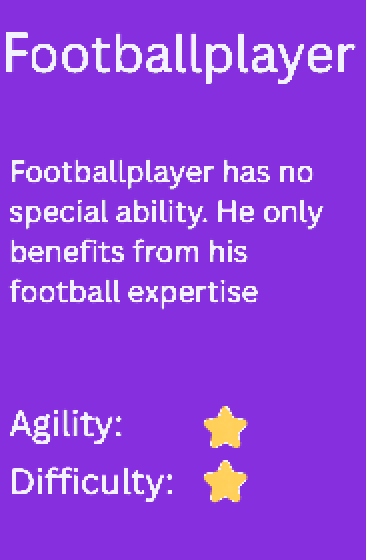 Footballplayer
Footballplayer has no
special ability. He only
benefits from his
football expertise
Agility:
Difficulty: